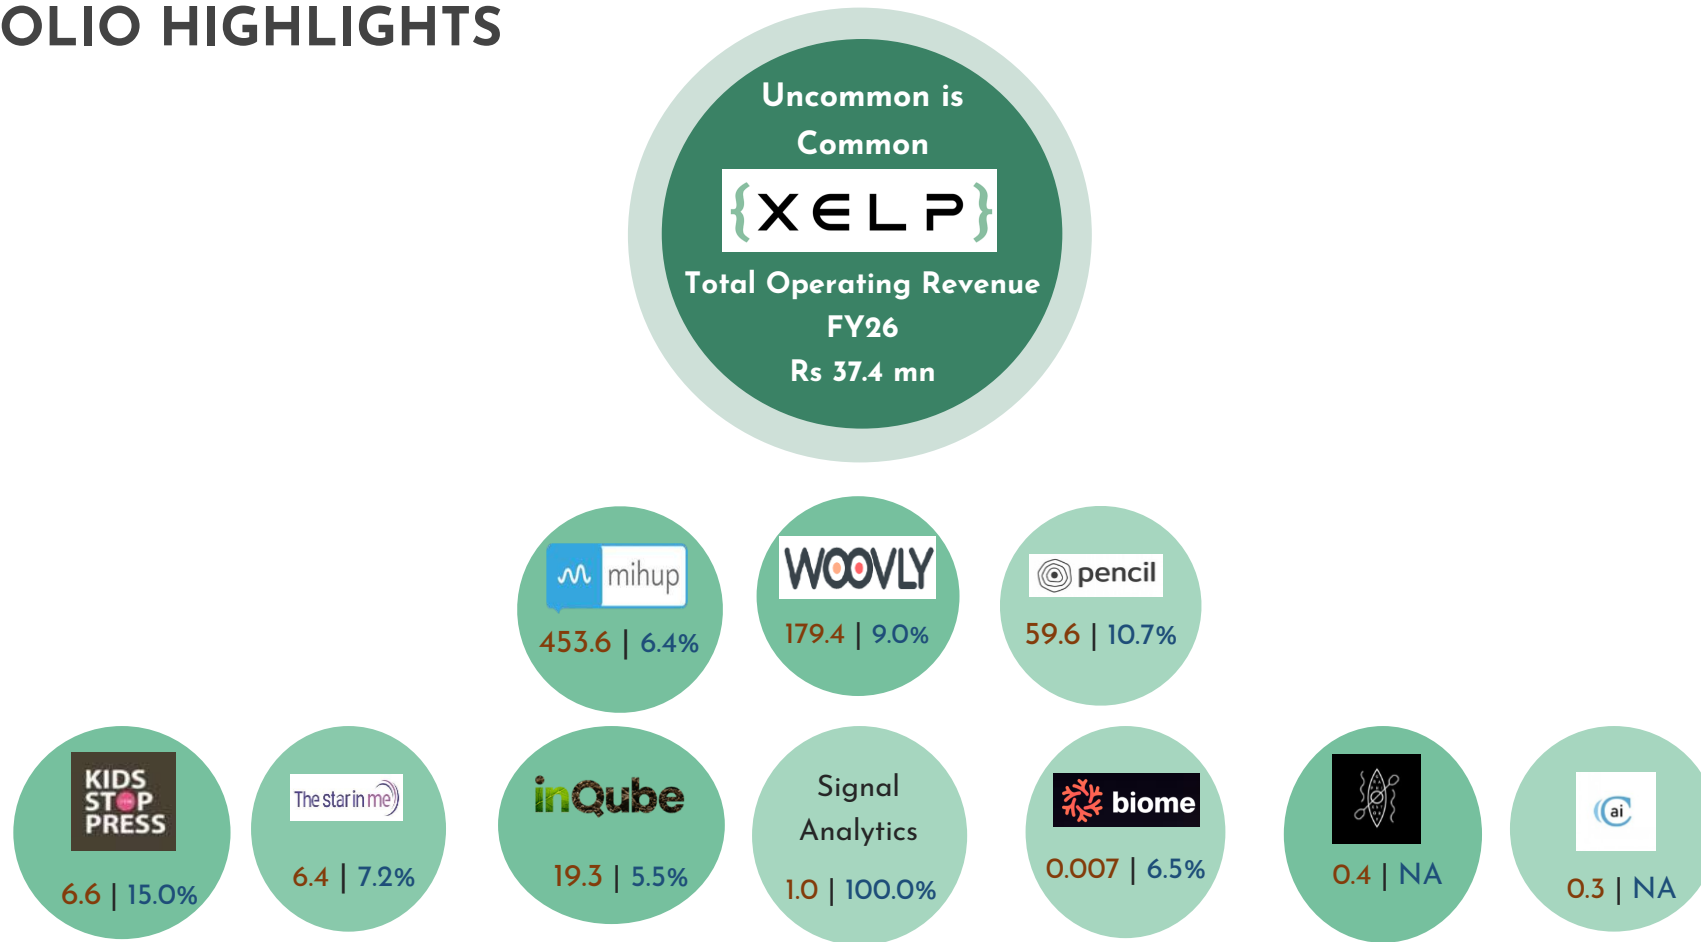 OLIO HIGHLIGHTS
Uncommon is
Common
{XELP}
Total Operating Revenue
FY26
Rs 37.4 mn
mihup
453.6 | 6.4%
WOOVLY
179.4 | 9.0%
pencil
59.6 | 10.7%
KIDS
STOP
PRESS
6.6 | 15.0%
The star in me
6.4 | 7.2%
inQube
19.3 | 5.5%
Signal
Analytics
1.0 | 100.0%
biome
0.007 | 6.5%
0.4 | NA
ai
0.3 | NA